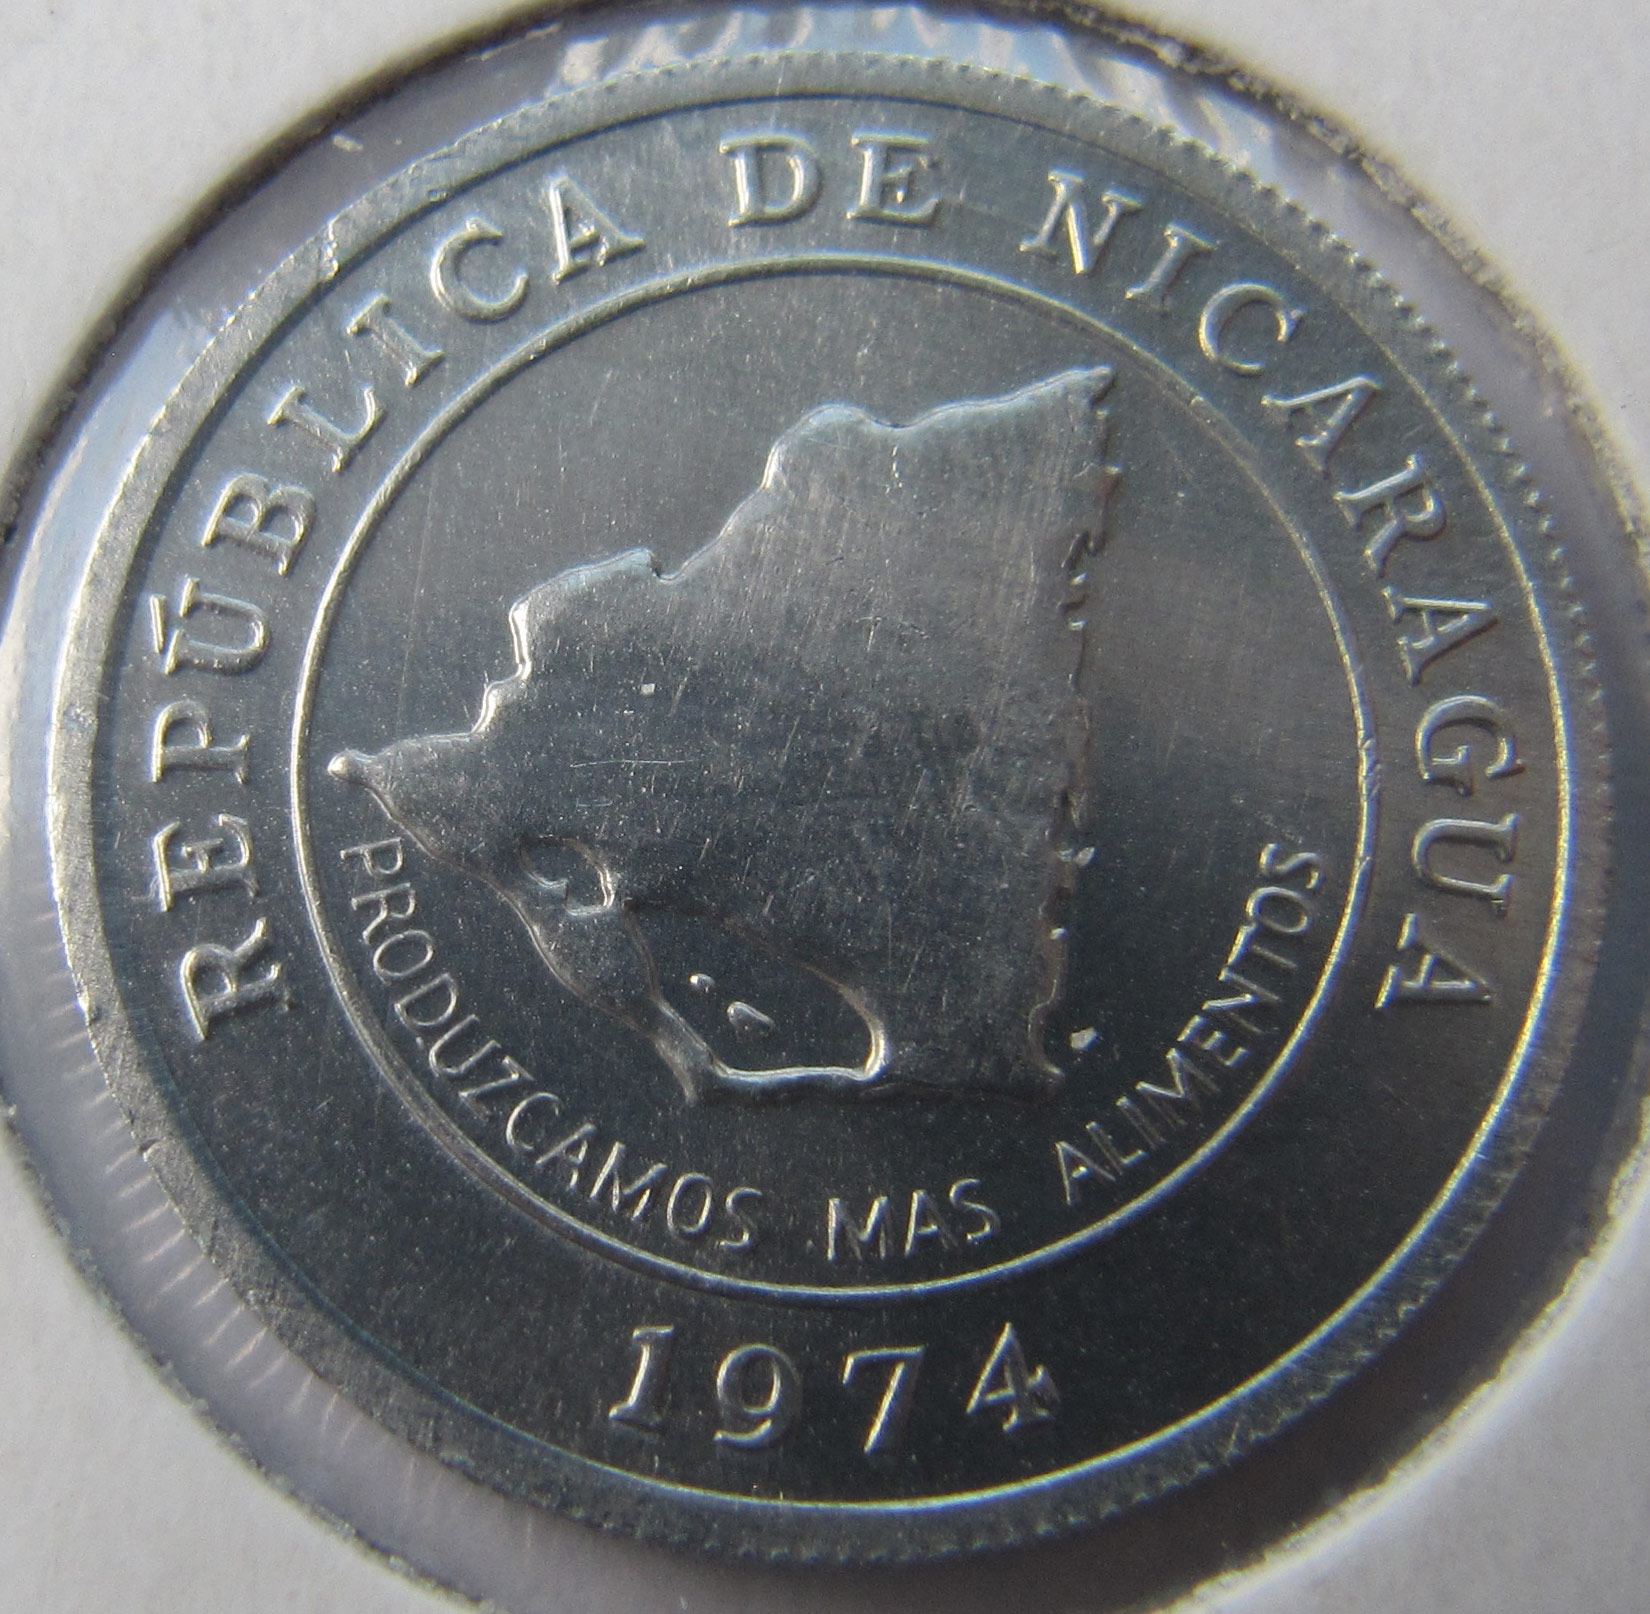 REPÚBLICA DE NICARAGUA
PRODUZCAMOS MAS ALIMENTOS
1974